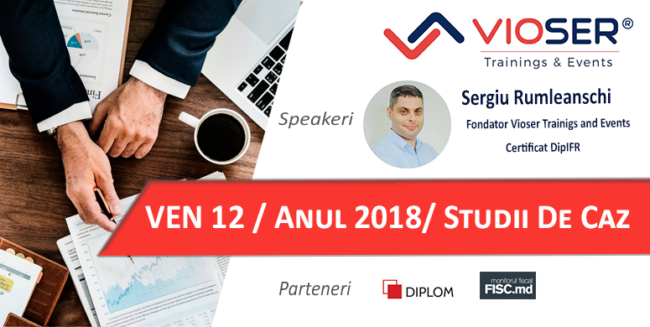 VIOSER®
Trainings & Events
Speakeri
Sergiu Rumleanschi
Fondator Vioser Trainigs and Events
Certificat DipIFR
VEN 12 / Anul 2018/ Studii De Caz
Parteneri
DIPLOM
monitorul fiscal
FISC.md